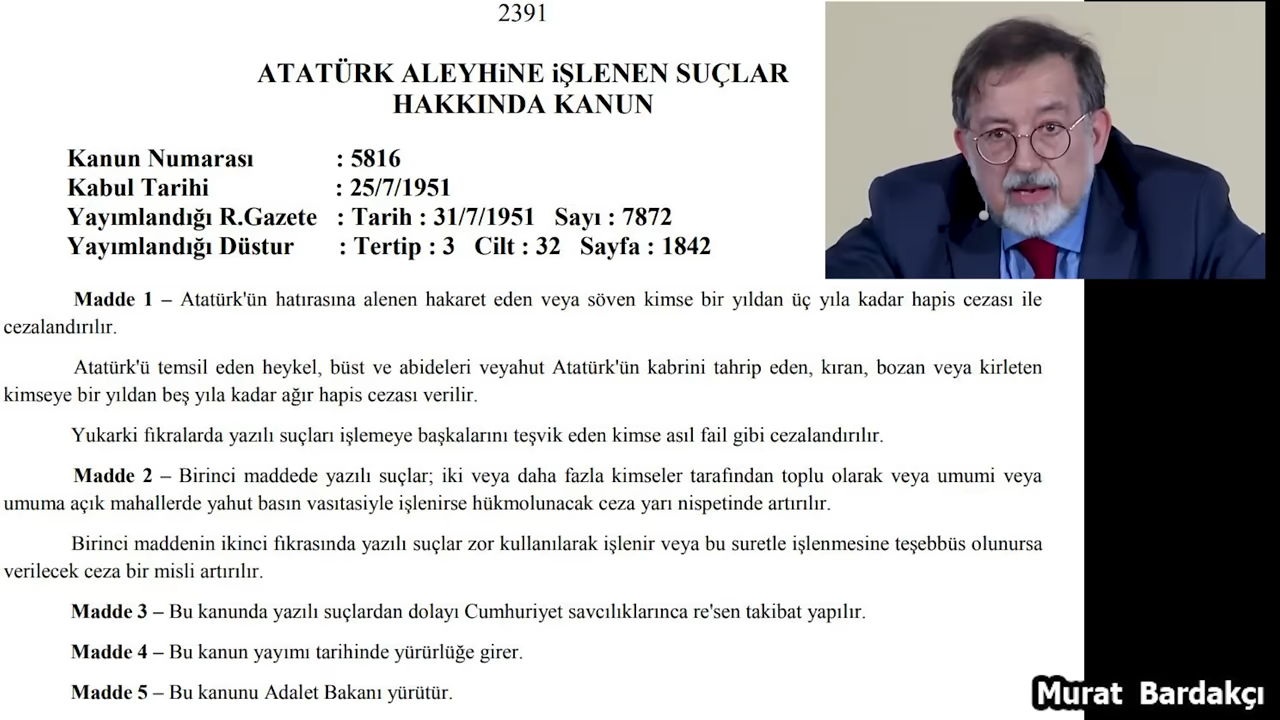 2391
ATATÜRK ALEYHiNE iŞLENEN SUÇLAR
HAKKINDA KANUN
Kanun Numarası : 5816
Kabul Tarihi : 25/7/1951
Yayımlandığı R.Gazete : Tarih : 31/7/1951 Sayı : 7872
Yayımlandığı Düstur : Tertip : 3 Cilt : 32 Sayfa : 1842
Madde 1 – Atatürk'ün hatırasına alenen hakaret eden veya söven kimse bir yıldan üç yıla kadar hapis cezası ile
cezalandırılır.
Atatürk'ü temsil eden heykel, büst ve abideleri veyahut Atatürk'ün kabrini tahrip eden, kıran, bozan veya kirleten
kimseye bir yıldan beş yıla kadar ağır hapis cezası verilir.
Yukarki fıkralarda yazılı suçları işlemeye başkalarını teşvik eden kimse asıl fail gibi cezalandırılır.
Madde 2 – Birinci maddede yazılı suçlar; iki veya daha fazla kimseler tarafından toplu olarak veya umumi veya
umuma açık mahallerde yahut basın vasıtasiyle işlenirse hükmolunacak ceza yarı nispetinde artırılır.
Birinci maddenin ikinci fıkrasında yazılı suçlar zor kullanılarak işlenir veya bu suretle işlenmesine teşebbüs olunursa
verilecek ceza bir misli artırılır.
Madde 3 – Bu kanunda yazılı suçlardan dolayı Cumhuriyet savcılıklarınca re'sen takibat yapılır.
Madde 4 – Bu kanun yayımı tarihinde yürürlüğe girer.
Madde 5 – Bu kanunu Adalet Bakanı yürütür.
Murat Bardakçı